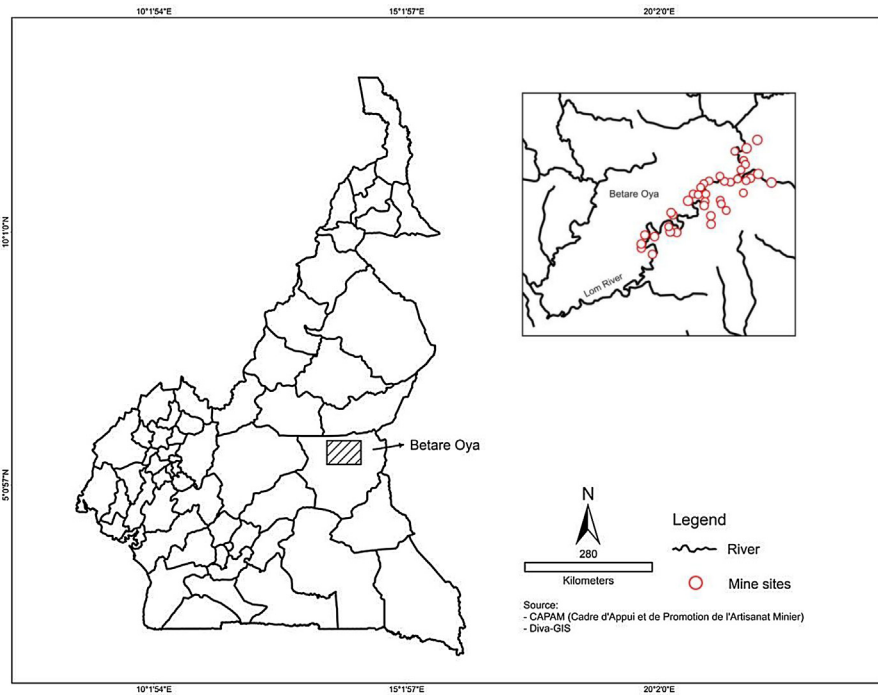 10°1'54"E 15°1'57"E 20°2'0"E
10°1'0"N
Betare Oya
Lom River
Betare Oya
5°0'57"N
N
280
Kilometers
Legend
River
Mine sites
Source:
- CAPAM (Cadre d'Appui et de Promotion de l'Artisanat Minier)
- Diva-GIS
10°1'54"E 15°1'57"E 20°2'0"E